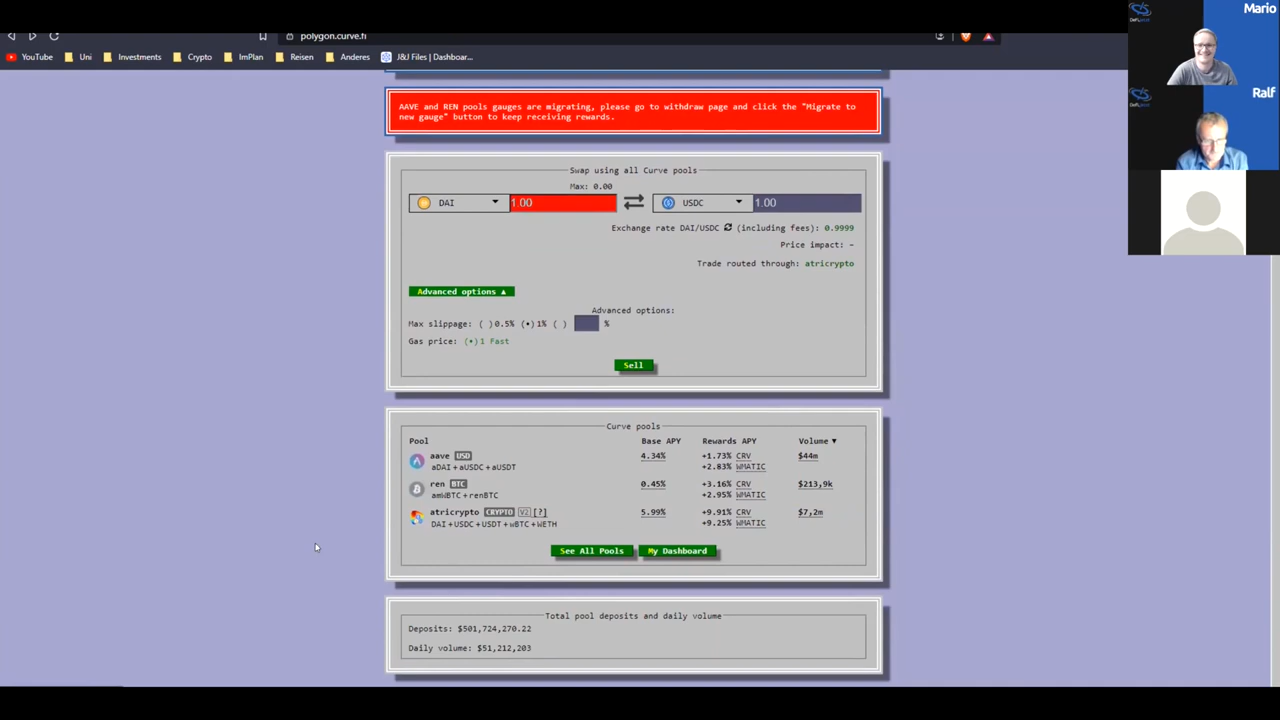 Mario
polygon.curve.fi
YouTube Uni Investments Crypto ImPlan Reisen Anderes J&J Files | Dashboar...
Ralf
AAVE and REN pools gauges are migrating, please go to withdraw page and click the "Migrate to
new gauge" button to keep receiving rewards.
Swap using all Curve pools
Max: 0.00
DAI 1.00 USDC 1.00
Exchange rate DAI/USDC (including fees): 0.9999
Price impact: -
Trade routed through: atricrypto
Advanced options ▲
Advanced options:
Max slippage: ( )0.5% (•)1% ( ) %
Gas price: (•)1 Fast
Sell
Curve pools
Pool Base APY Rewards APY Volume ▼
aave USD 4.34% +1.73% CRV $44m
aDAI+aUSDC+aUSDT +2.83% WMATIC
ren BTC 0.45% +3.16% CRV $213,9k
amWBTC+renBTC +2.95% WMATIC
atricrypto CRYPTO V2 [?] 5.99% +9.91% CRV $7,2m
DAI+USDC+USDT+wBTC+WETH +9.25% WMATIC
See All Pools My Dashboard
Total pool deposits and daily volume
Deposits: $501,724,270.22
Daily volume: $51,212,203